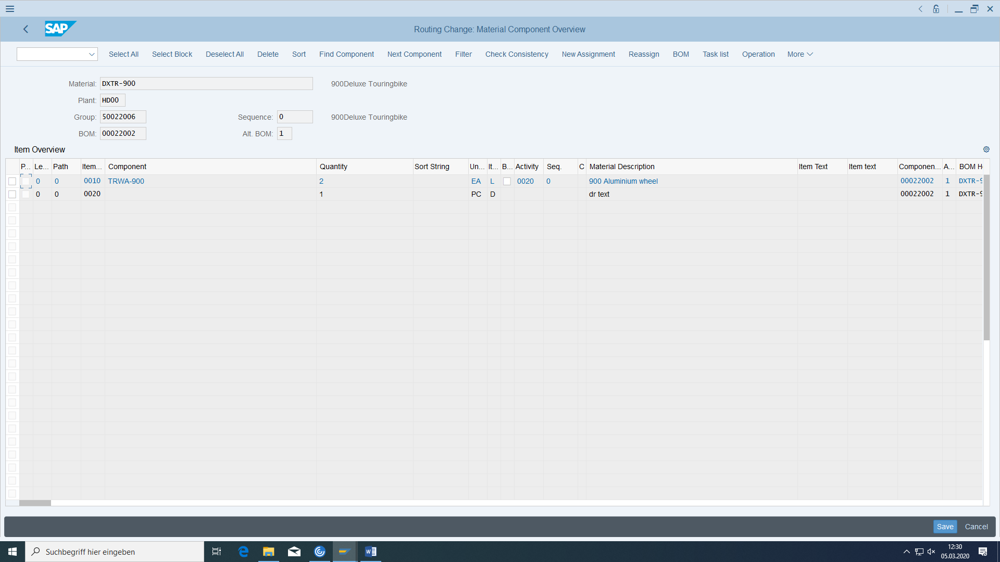 SAP
Routing Change: Material Component Overview
Select All Select Block Deselect All Delete Sort Find Component Next Component Filter Check Consistency New Assignment Reassign BOM Task list Operation More
Material: DXTR-900 900Deluxe Touringbike
Plant: HD00
Group: 50022006 Sequence: 0 900Deluxe Touringbike
BOM: 00022002 Alt. BOM: 1
Item Overview
P... Le... Path Item... Component Quantity Sort String Un... It... B... Activity Seq. C Material Description Item Text Item text Componen... A... BOM H
0 0 0010 TRWA-900 2 EA L 0020 0 900 Aluminium wheel 00022002 1 DXTR-9
0 0 0020 1 PC D dr text 00022002 1 DXTR-9
Save Cancel
Suchbegriff hier eingeben
12:30
05.03.2020